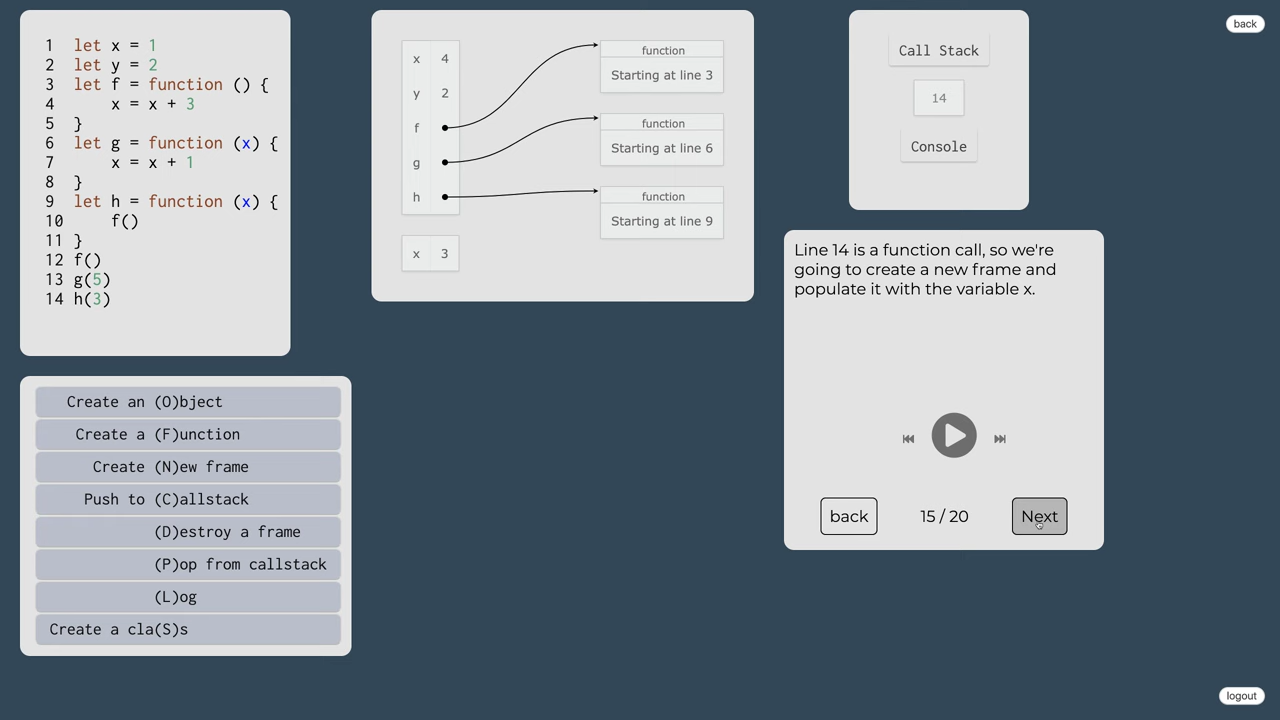 1 let x = 1
2 let y = 2
3 let f = function () {
4 x = x + 3
5 }
6 let g = function (x) {
7 x = x + 1
8 }
9 let h = function (x) {
10 f()
11 }
12 f()
13 g(5)
14 h(3)
Create an (O)bject
Create a (F)unction
Create (N)ew frame
Push to (C)allstack
(D)estroy a frame
(P)op from callstack
(L)og
Create a cla(S)s
x 4
y 2
f
g
h
x 3
function
Starting at line 3
function
Starting at line 6
function
Starting at line 9
Call Stack
14
Console
Line 14 is a function call, so we're
going to create a new frame and
populate it with the variable x.
back
15 / 20
Next
back
logout